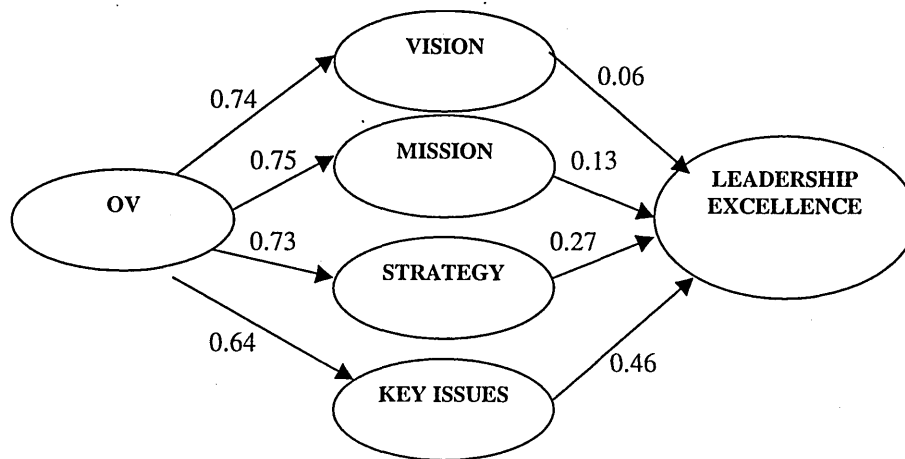 VISION
0.06
0.74
MISSION
0.75
0.13
LEADERSHIP
EXCELLENCE
OV
0.73
0.27
STRATEGY
0.64
0.46
KEY ISSUES